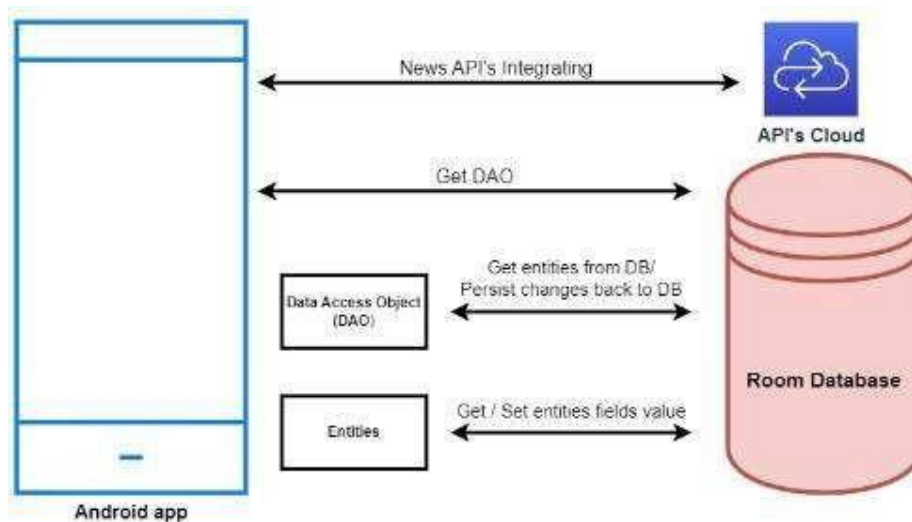 News API's Integrating
API's Cloud
Get DAO
Get entities from DB/
Persist changes back to DB
Data Access Object
(DAO)
Room Database
Get / Set entities fields value
Entities
Android app